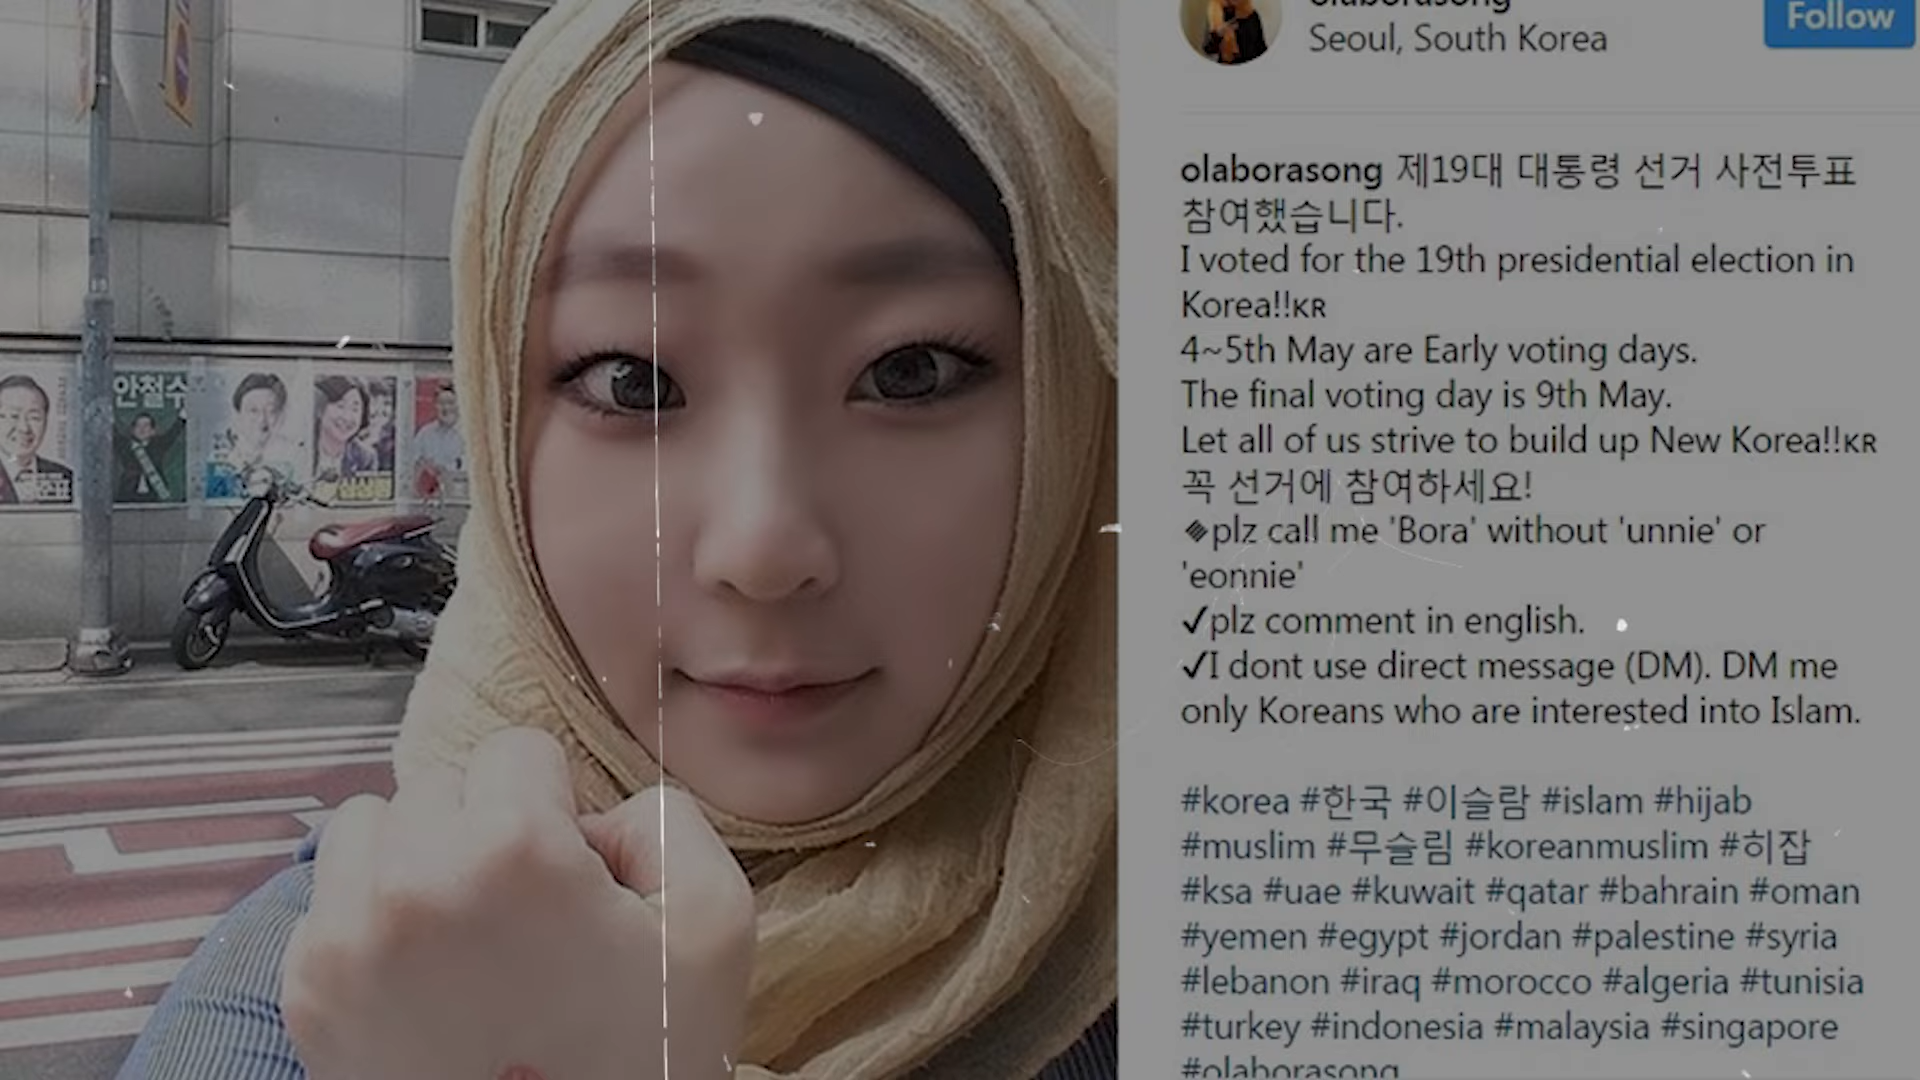 olaborasong
Seoul, South Korea
Follow
olaborasong 제19대 대통령 선거 사전투표
참여했습니다.
I voted for the 19th presidential election in
Korea!!KR
4~5th May are Early voting days.
The final voting day is 9th May.
Let all of us strive to build up New Korea!!KR
꼭 선거에 참여하세요!
plz call me 'Bora' without 'unnie' or
'eonnie'
✓plz comment in english.
✓I dont use direct message (DM). DM me
only Koreans who are interested into Islam.
#korea #한국 #이슬람 #islam #hijab
#muslim #무슬림 #koreanmuslim #히잡
#ksa #uae #kuwait #qatar #bahrain #oman
#yemen #egypt #jordan #palestine #syria
#lebanon #iraq #morocco #algeria #tunisia
#turkey #indonesia #malaysia #singapore
#olaborasong
안철수